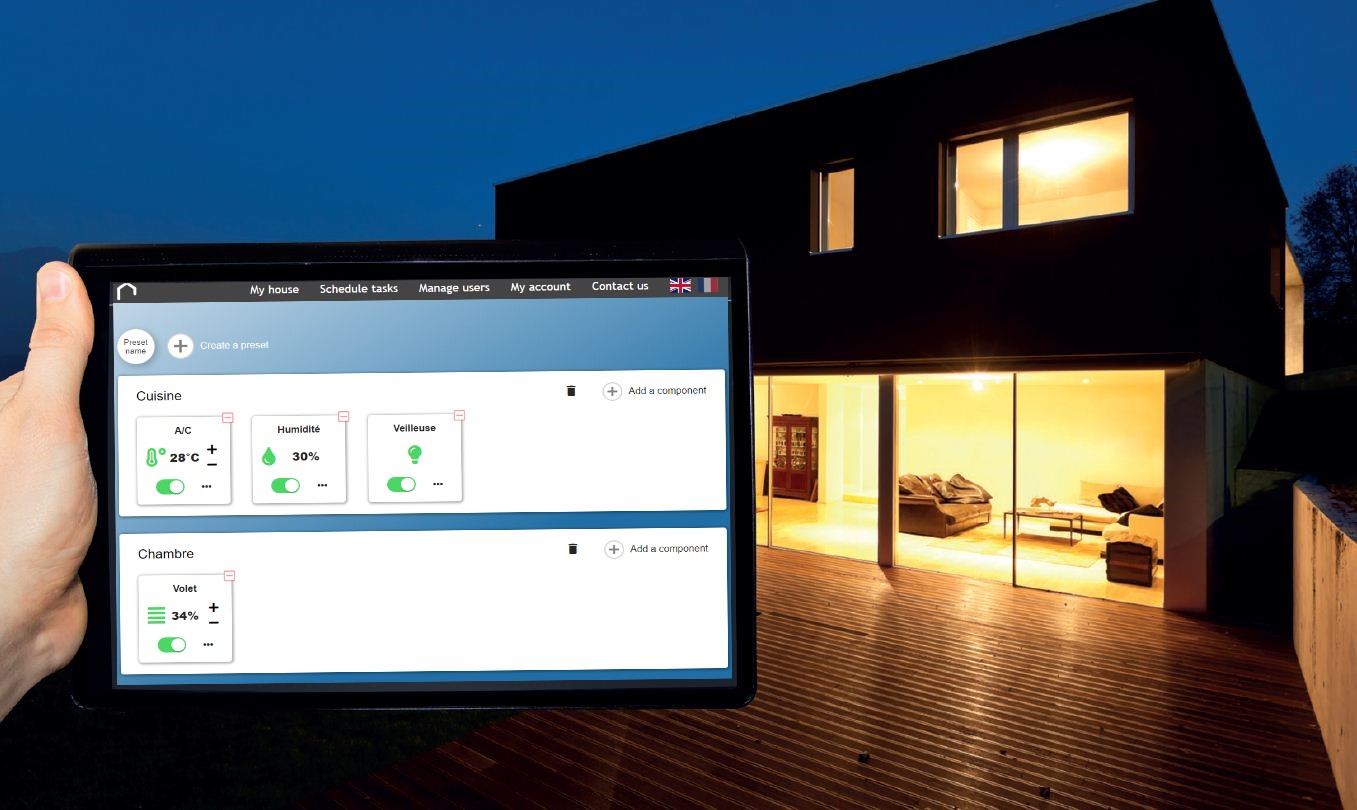 My house Schedule tasks Manage users My account Contact us
Preset
name
Create a preset
Cuisine
Add a component
A/C
28°C
Humidité
30%
Veilleuse
Chambre
Add a component
Volet
34%